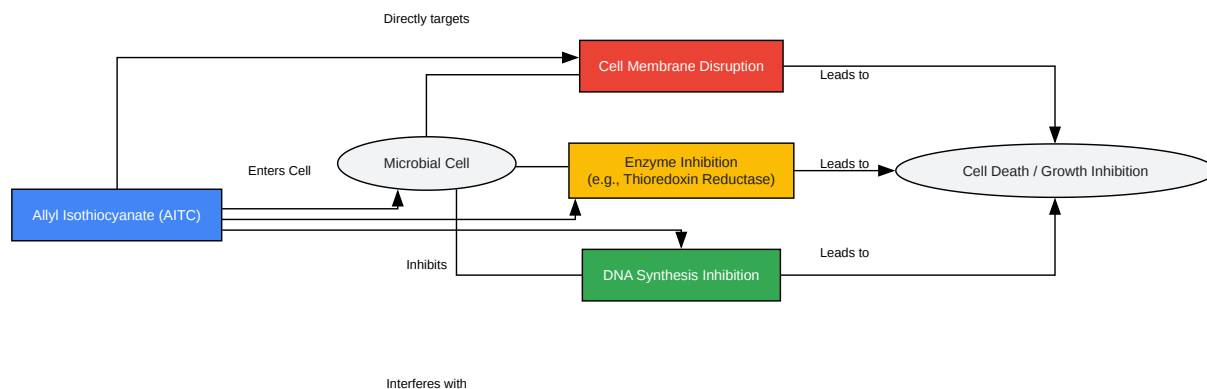 Directly targets
Cell Membrane Disruption
Leads to
Microbial Cell
Enters Cell
Enzyme Inhibition
(e.g., Thioredoxin Reductase)
Leads to
Cell Death / Growth Inhibition
Allyl Isothiocyanate (AITC)
Inhibits
DNA Synthesis Inhibition
Leads to
Interferes with